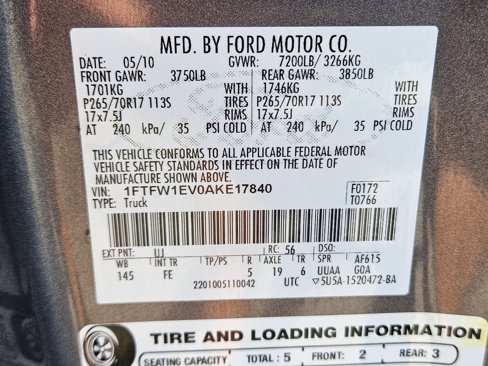 MFD. BY FORD MOTOR CO.
DATE: 05/10 GVWR: 7200LB/ 3266KG
FRONT GAWR: 3750LB REAR GAWR: 3850LB
1701KG WITH 1746KG WITH
P265/70R17 113S TIRES P265/70R17 113S TIRES
17x7.5J RIMS 17x7.5J RIMS
AT 240 kPa/ 35 PSI COLD AT 240 kPa/ 35 PSI COLD
THIS VEHICLE CONFORMS TO ALL APPLICABLE FEDERAL MOTOR
VEHICLE SAFETY STANDARDS IN EFFECT ON THE DATE OF
MANUFACTURE SHOWN ABOVE.
VIN: 1FTFW1EV0AKE17840 F0172
TYPE: Truck T0766
EXT PNT: UJ RC: 56 DSO:
WB INT TR TP/PS R AXLE TR SPR AF615
145 FE 5 19 6 UUAA GOA
2201005110042 UTC ▽5U5A-1520472-BA
TIRE AND LOADING INFORMATION
SEATING CAPACITY TOTAL: 5 FRONT: 2 REAR: 3